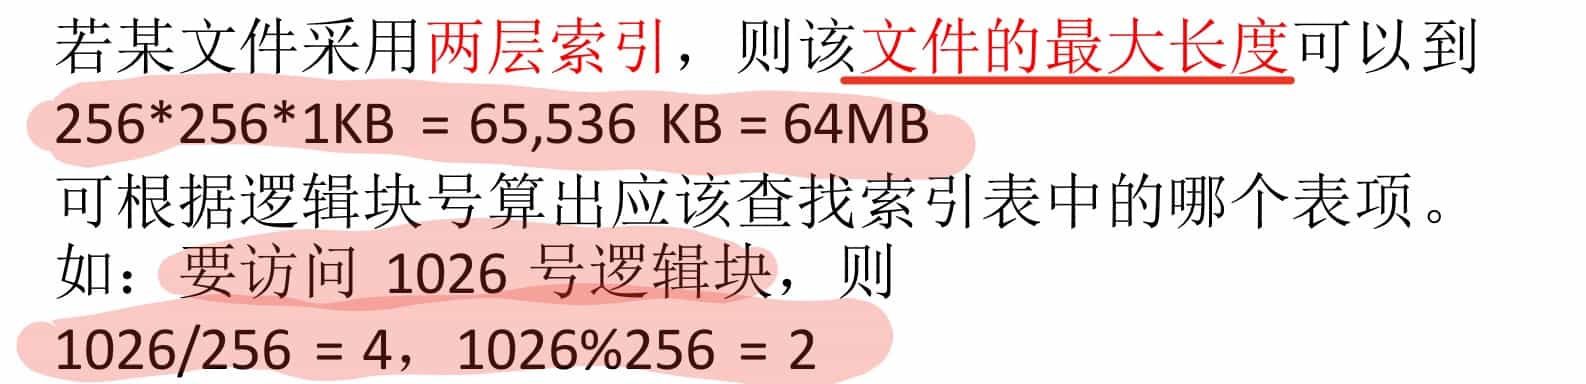 若某文件采用两层索引，则该文件的最大长度可以到
256*256*1KB = 65,536 KB = 64MB
可根据逻辑块号算出应该查找索引表中的哪个表项。
如：要访问 1026 号逻辑块，则
1026/256 = 4，1026%256 = 2